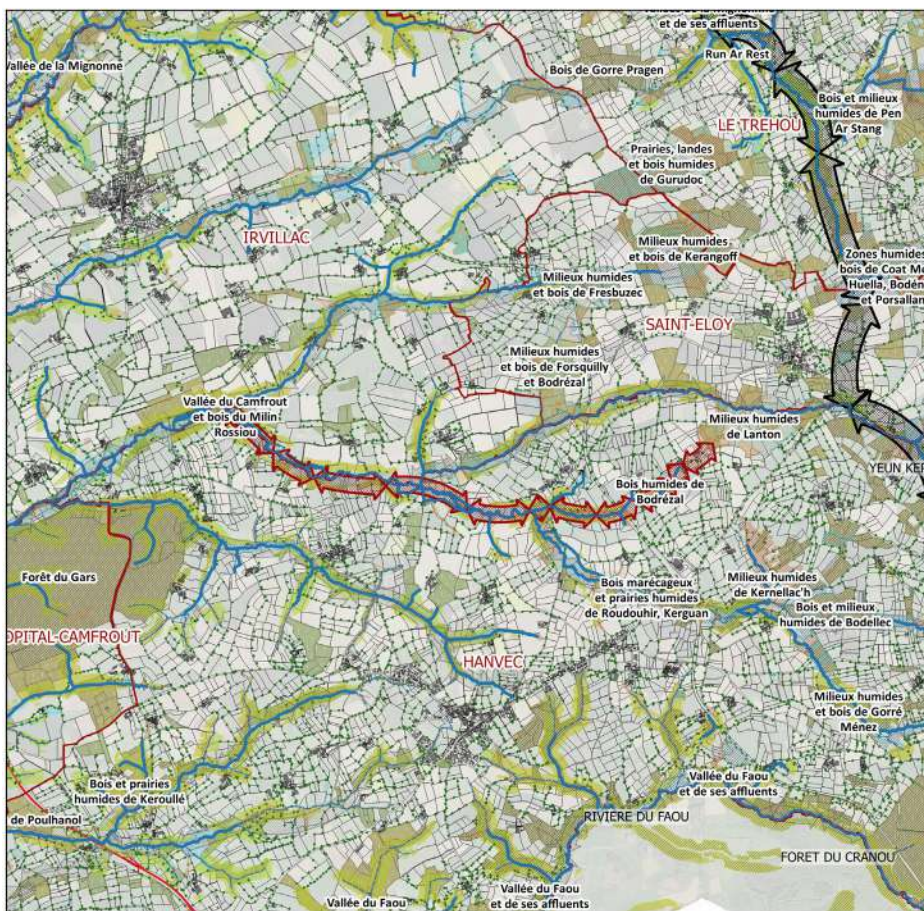 et de ses affluents
Run Ar Rest
Vallée de la Mignonne
Bois de Gorre Pragen
Bois et milieux
humides de Pen
Ar Stang
LE TREHOU
Prairies, landes
et bois humides
de Gurudoc
IRVILLAC
Milieux humides
et bois de Kerangoff
Zones humides
bois de Coat Me
Huella, Bodén
et Porsallan
Milieux humides
et bois de Fresbuzec
SAINT-ELOY
Milieux humides
et bois de Forsquilly
et Bodrézal
Vallée du Camfrout
et bois du Milin
Rossiou
Milieux humides
de Lanton
YEUN KER
Bois humides de
Bodrézal
Forêt du Gars
Bois marécageux
et prairies humides
de Roudouhir, Kerguan
Milieux humides
de Kernellac'h
Bois et milieux
humides de Bodellec
OPITAL-CAMFROUT
HANVEC
Milieux humides
et bois de Gorré
Ménez
Bois et prairies
humides de Keroullé
de Poulhanol
Vallée du Faou
et de ses affluents
RIVIERE DU FAOU
FORET DU CRANOU
Vallée du Faou
et de ses affluents
Vallée du Faou